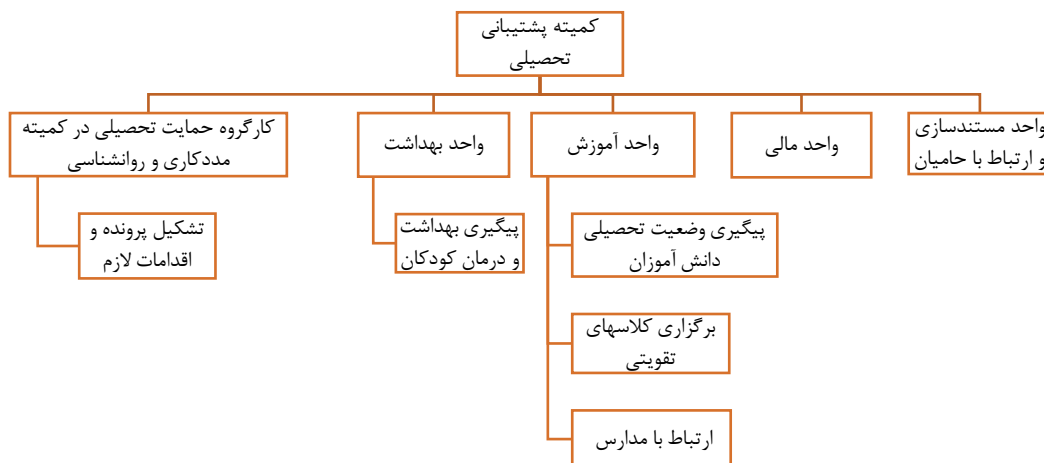 کمیته پشتیبانی
تحصیلی
واحد مستندسازی
و ارتباط با حامیان
واحد مالی
واحد آموزش
واحد بهداشت
کارگروه حمایت تحصیلی در کمیته
مددکاری و روانشناسی
پیگیری وضعیت تحصیلی
دانش آموزان
برگزاری کلاسهای
تقویتی
ارتباط با مدارس
پیگیری بهداشت
و درمان کودکان
تشکیل پرونده و
اقدامات لازم